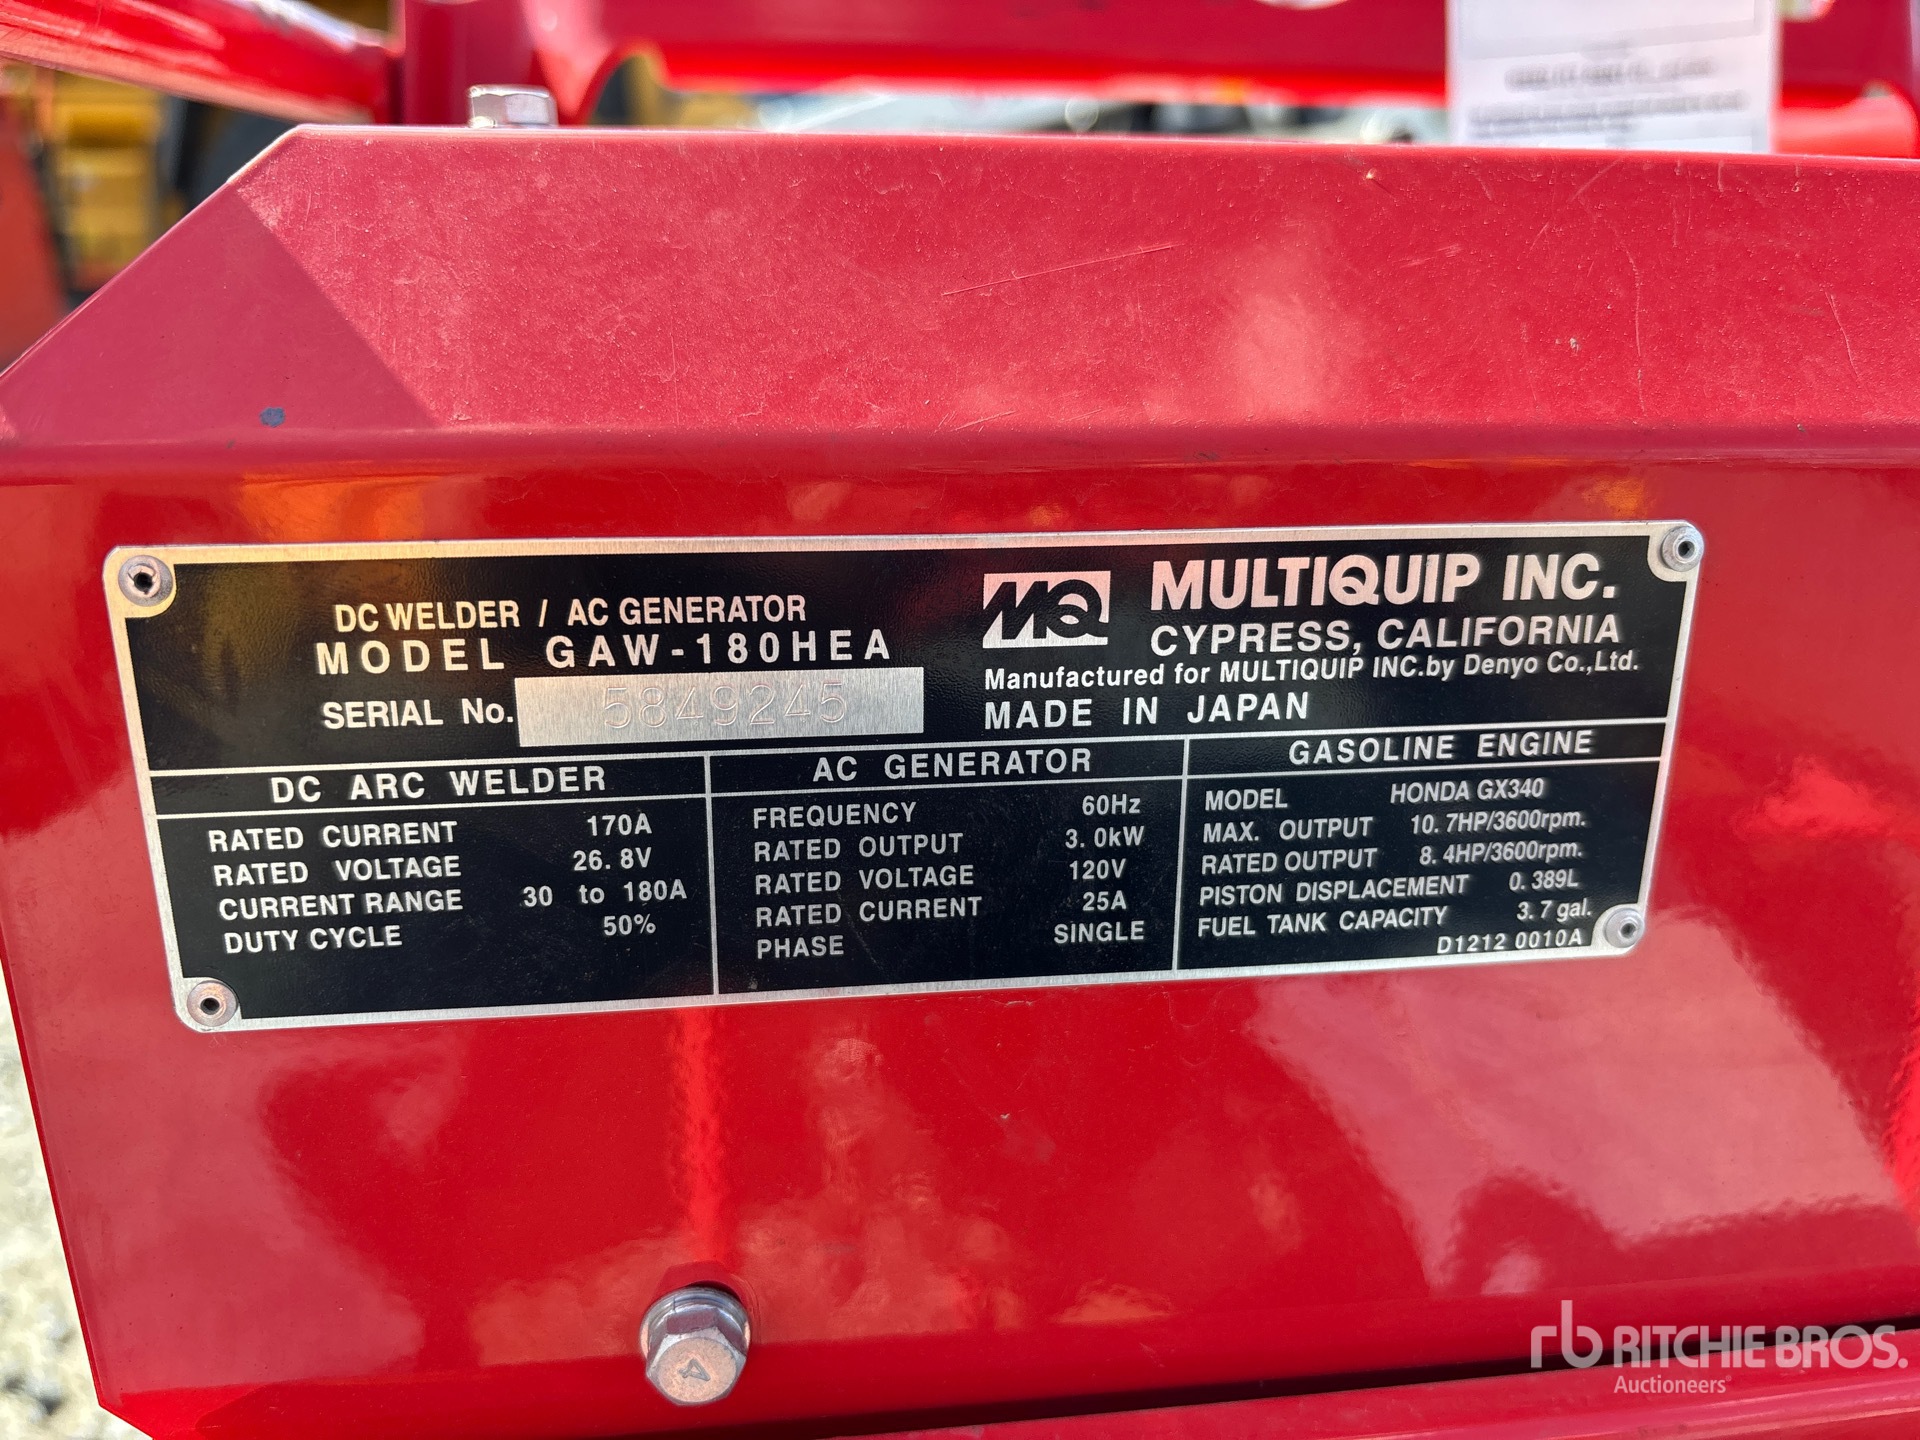 DC WELDER / AC GENERATOR
MODEL GAW-180HEA
SERIAL No. 5849245
MQ MULTIQUIP INC.
CYPRESS, CALIFORNIA
Manufactured for MULTIQUIP INC.by Denyo Co.,Ltd.
MADE IN JAPAN
DC ARC WELDER
RATED CURRENT 170A
RATED VOLTAGE 26.8V
CURRENT RANGE 30 to 180A
DUTY CYCLE 50%
AC GENERATOR
FREQUENCY 60Hz
RATED OUTPUT 3.0kW
RATED VOLTAGE 120V
RATED CURRENT 25A
PHASE SINGLE
GASOLINE ENGINE
MODEL HONDA GX340
MAX. OUTPUT 10.7HP/3600rpm.
RATED OUTPUT 8.4HP/3600rpm.
PISTON DISPLACEMENT 0.389L
FUEL TANK CAPACITY 3.7gal.
D1212 0010A
4
rb RITCHIE BROS.
Auctioneers